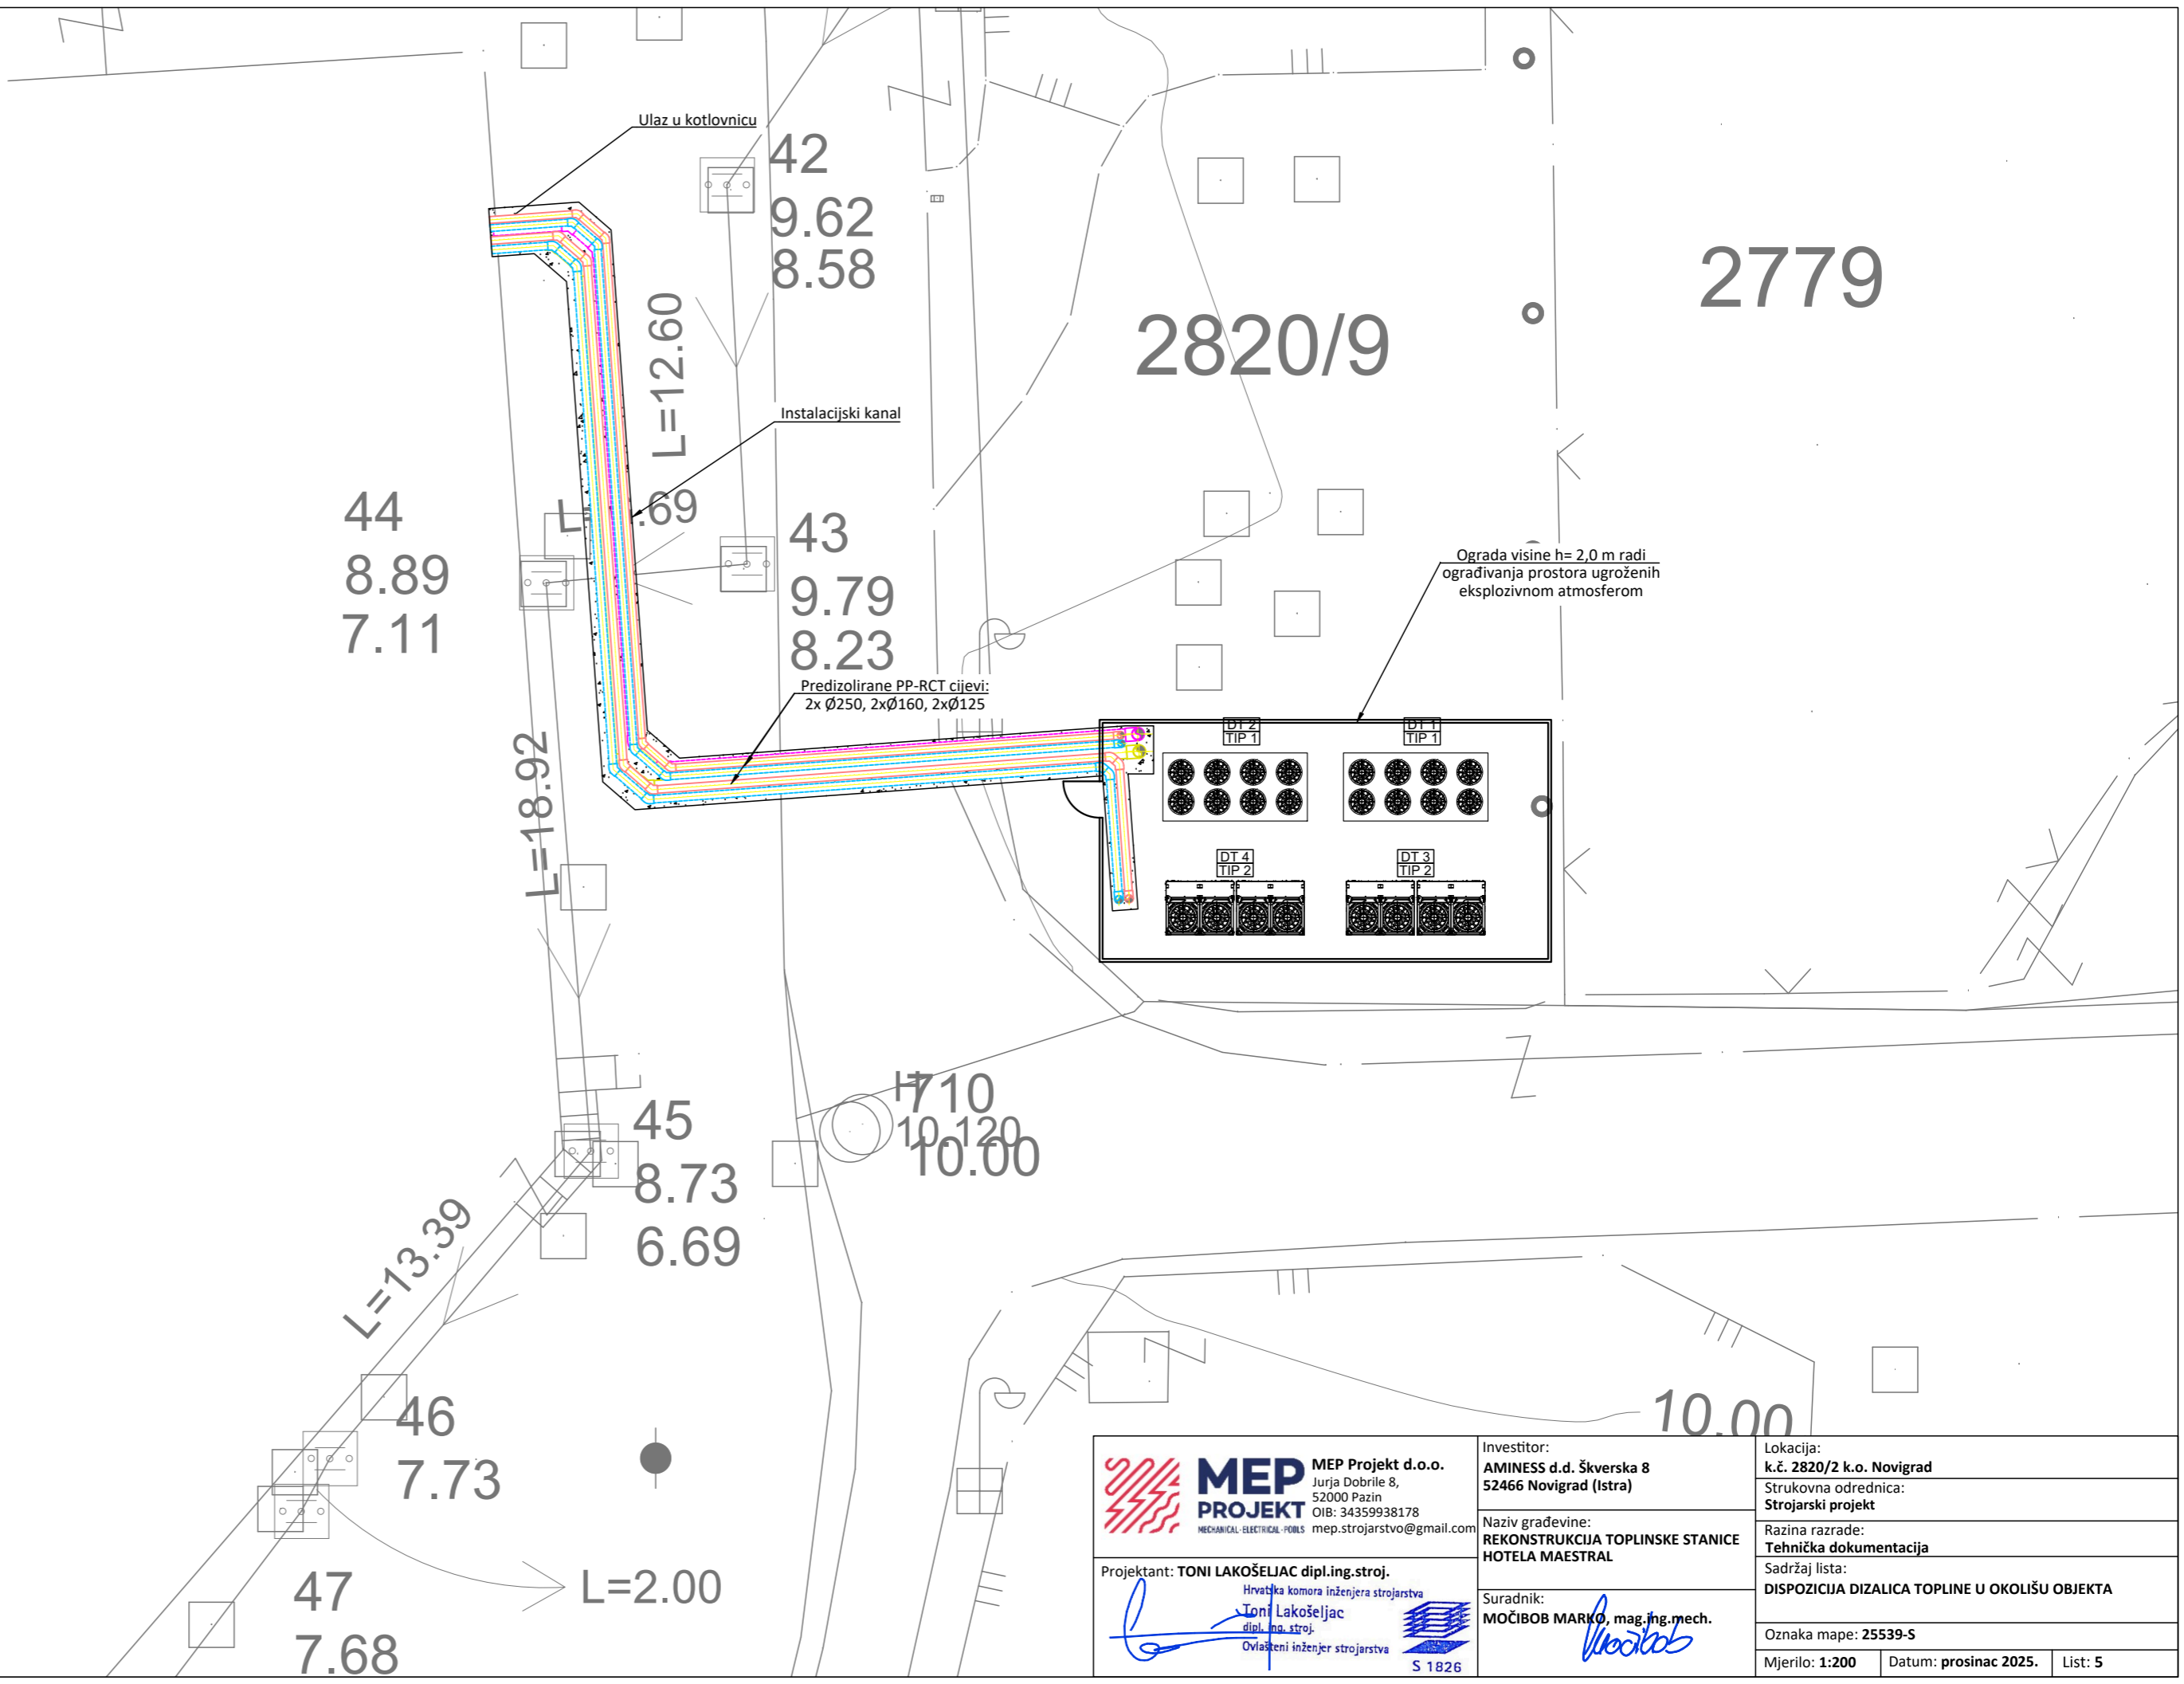 Ulaz u kotlovnicu
42
9.62
8.58
L=12.60
2820/9
2779
Instalacijski kanal
44
8.89
7.11
.69
43
9.79
8.23
Ograda visine h= 2,0 m radi
ograđivanja prostora ugroženih
eksplozivnom atmosferom
Predizolirane PP-RCT cijevi:
2x Ø250, 2xØ160, 2xØ125
DT 2
TIP 1
DT 1
TIP 1
DT 4
TIP 2
DT 3
TIP 2
L=18.92
710
10.120
10.00
45
8.73
6.69
L=13.39
46
7.73
47
7.68
L=2.00
10.00
MEP
PROJEKT
MECHANICAL-ELECTRICAL-POOLS
MEP Projekt d.o.o.
Jurja Dobrile 8,
52000 Pazin
OIB: 34359938178
mep.strojarstvo@gmail.com
Projektant: TONI LAKOŠELJAC dipl.ing.stroj.
Hrvatska komora inženjera strojarstva
Toni Lakošeljac
dipl. ing. stroj.
Ovlašteni inženjer strojarstva
S 1826
Investitor:
AMINESS d.d. Škverska 8
52466 Novigrad (Istra)
Naziv građevine:
REKONSTRUKCIJA TOPLINSKE STANICE
HOTELA MAESTRAL
Suradnik:
MOČIBOB MARKO, mag.ing.mech.
Lokacija:
k.č. 2820/2 k.o. Novigrad
Strukovna odrednica:
Strojarski projekt
Razina razrade:
Tehnička dokumentacija
Sadržaj lista:
DISPOZICIJA DIZALICA TOPLINE U OKOLIŠU OBJEKTA
Oznaka mape: 25539-S
Mjerilo: 1:200
Datum: prosinac 2025.
List: 5